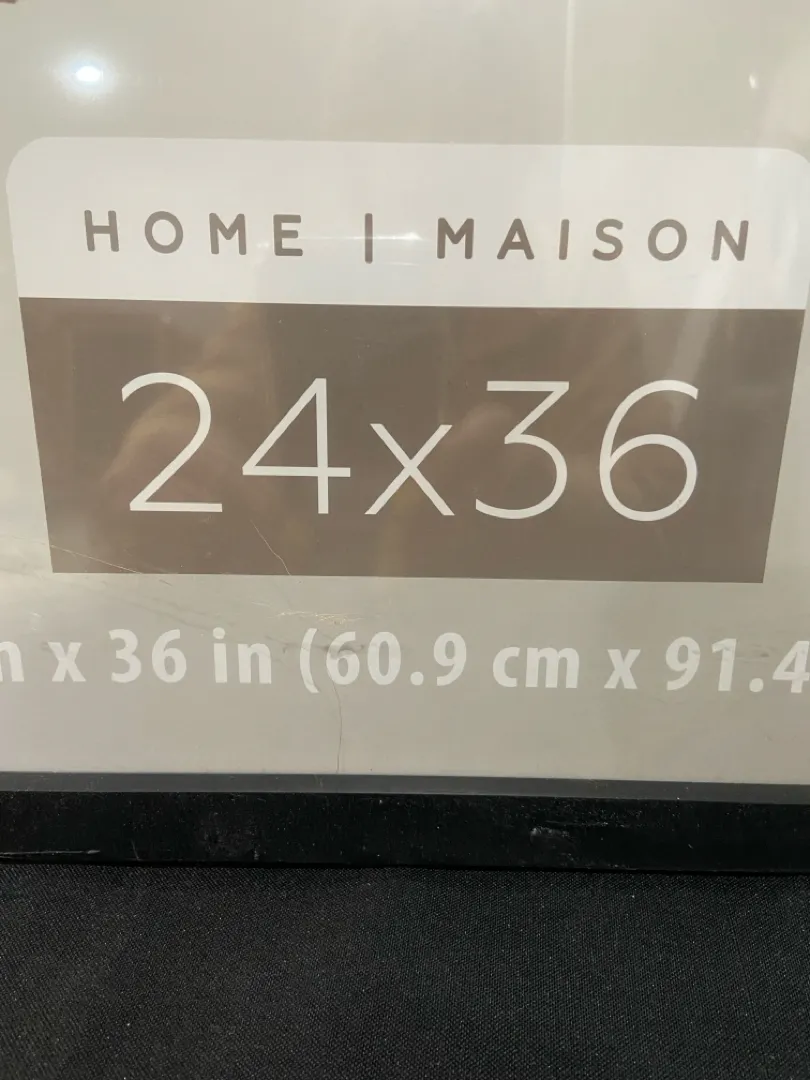 HOME | MAISON
24x36
x 36 in (60.9 cm x 91.4